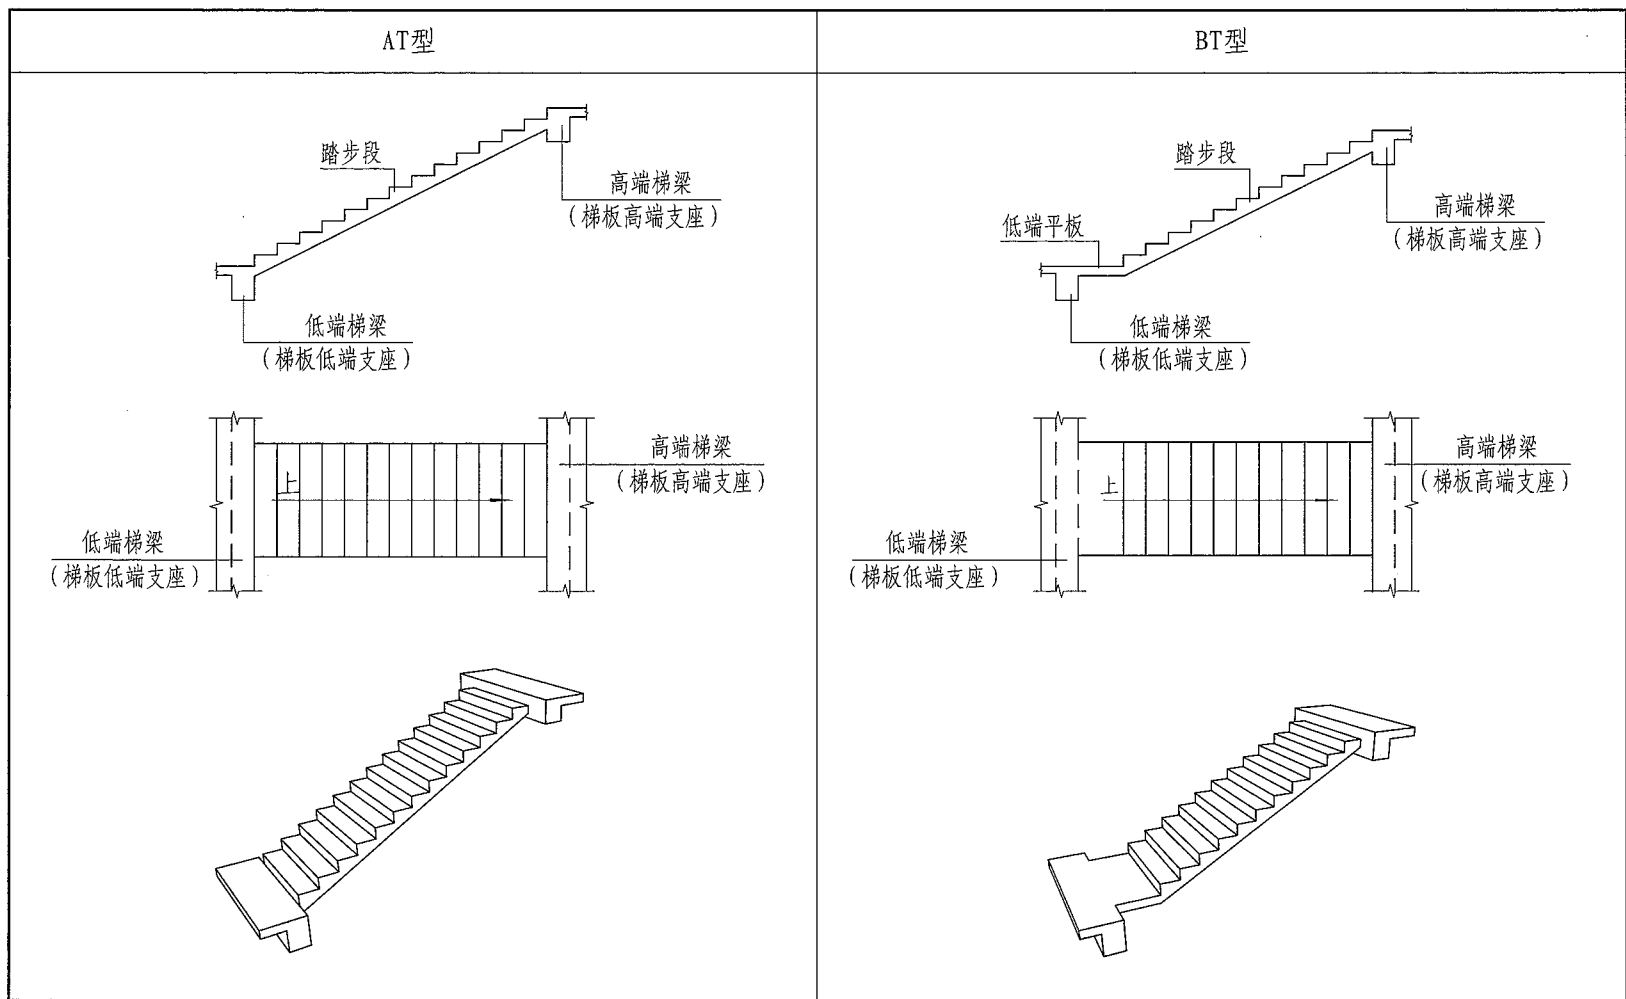 AT型
BT型
踏步段
高端梯梁
（梯板高端支座）
低端梯梁
（梯板低端支座）
踏步段
低端平板
高端梯梁
（梯板高端支座）
低端梯梁
（梯板低端支座）
上
高端梯梁
（梯板高端支座）
低端梯梁
（梯板低端支座）
上
高端梯梁
（梯板高端支座）
低端梯梁
（梯板低端支座）